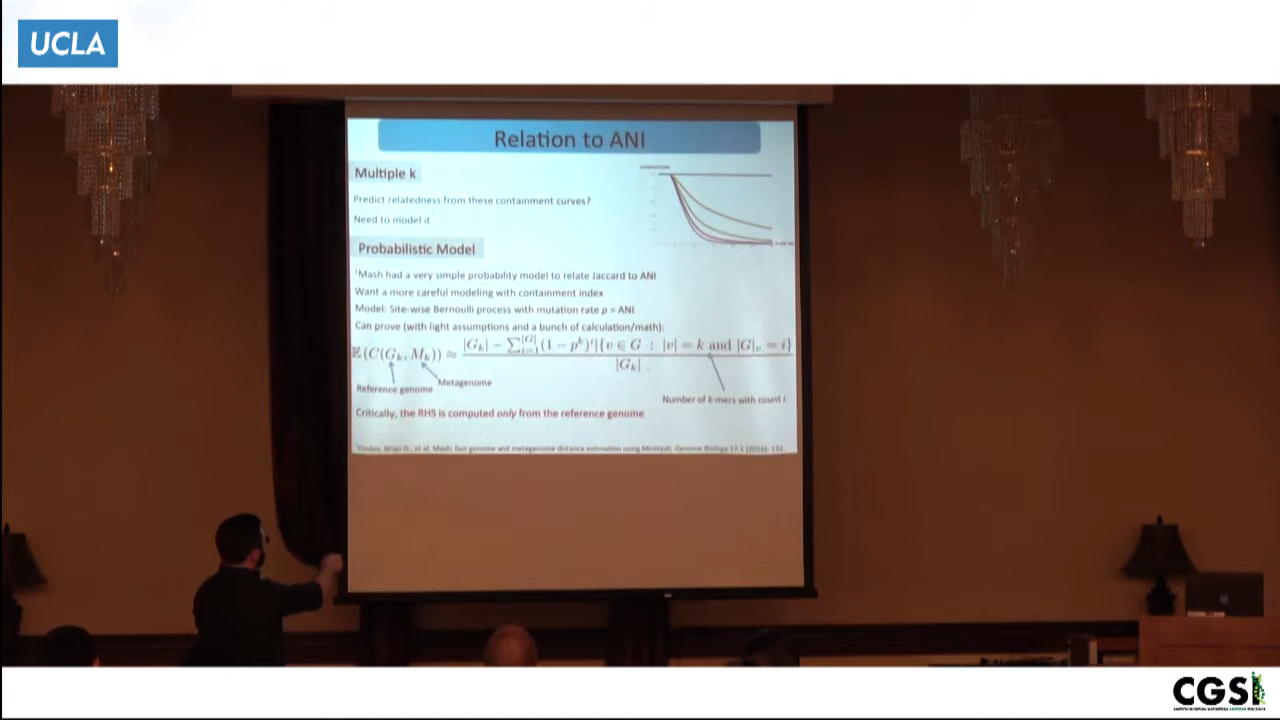 UCLA
Relation to ANI
Multiple k
Predict relatedness from these containment curves?
Need to model it
Probabilistic Model
¹Mash had a very simple probability model to relate Jaccard to ANI
Want a more careful modeling with containment index
Model: Site-wise Bernoulli process with mutation rate p = ANI
Can prove (with light assumptions and a bunch of calculation/math):
𝔼(C(G_k, M_k)) ≈ (|G_k| − ∑_{i=1}^{|G|} (1 − p^k)^i |{v ∈ G : |v| = k and |G|_v = i}|) / |G_k|
Reference genome
Metagenome
Number of k-mers with count i
Critically, the RHS is computed only from the reference genome
Brian D., et al. Mash: fast genome and metagenome distance estimation using MinHash. Genome Biology 17.1 (2016): 132.
CGSI